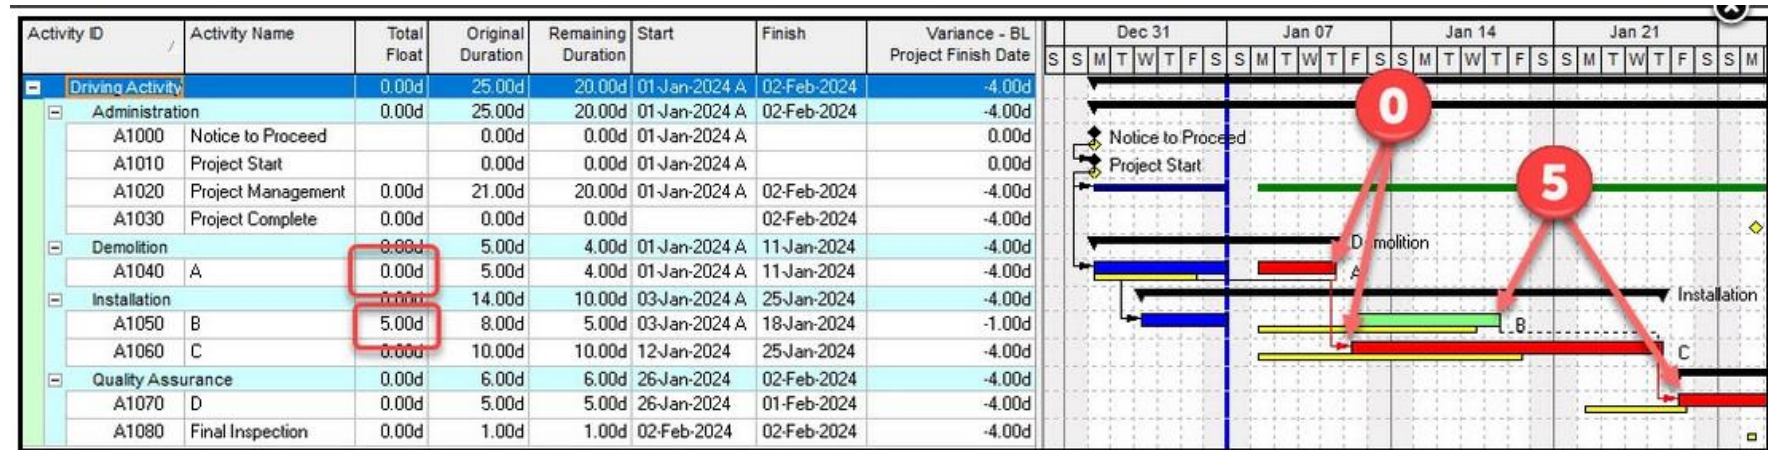 Activity ID Activity Name Total Float Original Duration Remaining Duration Start Finish Variance - BL Project Finish Date
Dec 31 Jan 07 Jan 14 Jan 21
S S M T W T F S S M T W T F S S M T W T F S S M T W T F S S M
Driving Activity 0.00d 25.00d 20.00d 01-Jan-2024 A 02-Feb-2024 -4.00d
Administration 0.00d 25.00d 20.00d 01-Jan-2024 A 02-Feb-2024 -4.00d
0
A1000 Notice to Proceed 0.00d 0.00d 01-Jan-2024 A 0.00d Notice to Proceed
A1010 Project Start 0.00d 0.00d 01-Jan-2024 A 0.00d Project Start
A1020 Project Management 0.00d 21.00d 20.00d 01-Jan-2024 A 02-Feb-2024 -4.00d
5
A1030 Project Complete 0.00d 0.00d 0.00d 02-Feb-2024 -4.00d
Demolition 0.00d 5.00d 4.00d 01-Jan-2024 A 11-Jan-2024 -4.00d Demolition
A1040 A 0.00d 5.00d 4.00d 01-Jan-2024 A 11-Jan-2024 -4.00d A
Installation 0.00d 14.00d 10.00d 03-Jan-2024 A 25-Jan-2024 -4.00d Installation
A1050 B 5.00d 8.00d 5.00d 03-Jan-2024 A 18-Jan-2024 -1.00d B
A1060 C 0.00d 10.00d 10.00d 12-Jan-2024 25-Jan-2024 -4.00d C
Quality Assurance 0.00d 6.00d 6.00d 26-Jan-2024 02-Feb-2024 -4.00d
A1070 D 0.00d 5.00d 5.00d 26-Jan-2024 01-Feb-2024 -4.00d
A1080 Final Inspection 0.00d 1.00d 1.00d 02-Feb-2024 02-Feb-2024 -4.00d